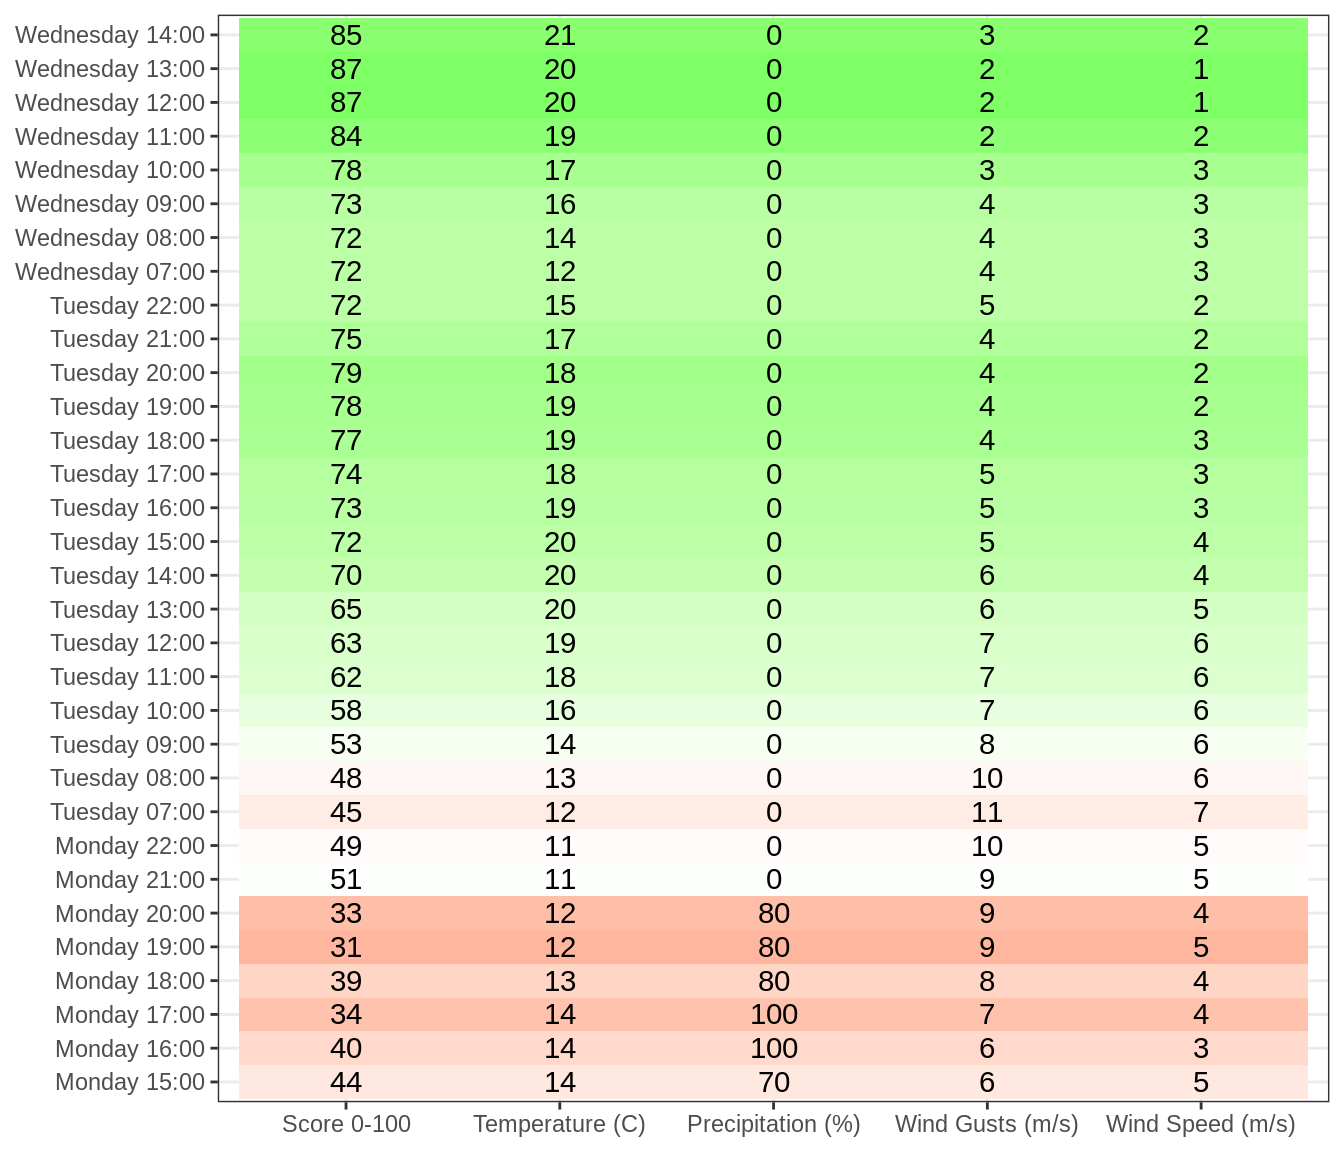 Wednesday 14:00 85 21 0 3 2
Wednesday 13:00 87 20 0 2 1
Wednesday 12:00 87 20 0 2 1
Wednesday 11:00 84 19 0 2 2
Wednesday 10:00 78 17 0 3 3
Wednesday 09:00 73 16 0 4 3
Wednesday 08:00 72 14 0 4 3
Wednesday 07:00 72 12 0 4 3
Tuesday 22:00 72 15 0 5 2
Tuesday 21:00 75 17 0 4 2
Tuesday 20:00 79 18 0 4 2
Tuesday 19:00 78 19 0 4 2
Tuesday 18:00 77 19 0 4 3
Tuesday 17:00 74 18 0 5 3
Tuesday 16:00 73 19 0 5 3
Tuesday 15:00 72 20 0 5 4
Tuesday 14:00 70 20 0 6 4
Tuesday 13:00 65 20 0 6 5
Tuesday 12:00 63 19 0 7 6
Tuesday 11:00 62 18 0 7 6
Tuesday 10:00 58 16 0 7 6
Tuesday 09:00 53 14 0 8 6
Tuesday 08:00 48 13 0 10 6
Tuesday 07:00 45 12 0 11 7
Monday 22:00 49 11 0 10 5
Monday 21:00 51 11 0 9 5
Monday 20:00 33 12 80 9 4
Monday 19:00 31 12 80 9 5
Monday 18:00 39 13 80 8 4
Monday 17:00 34 14 100 7 4
Monday 16:00 40 14 100 6 3
Monday 15:00 44 14 70 6 5
Score 0-100 Temperature (C) Precipitation (%) Wind Gusts (m/s) Wind Speed (m/s)